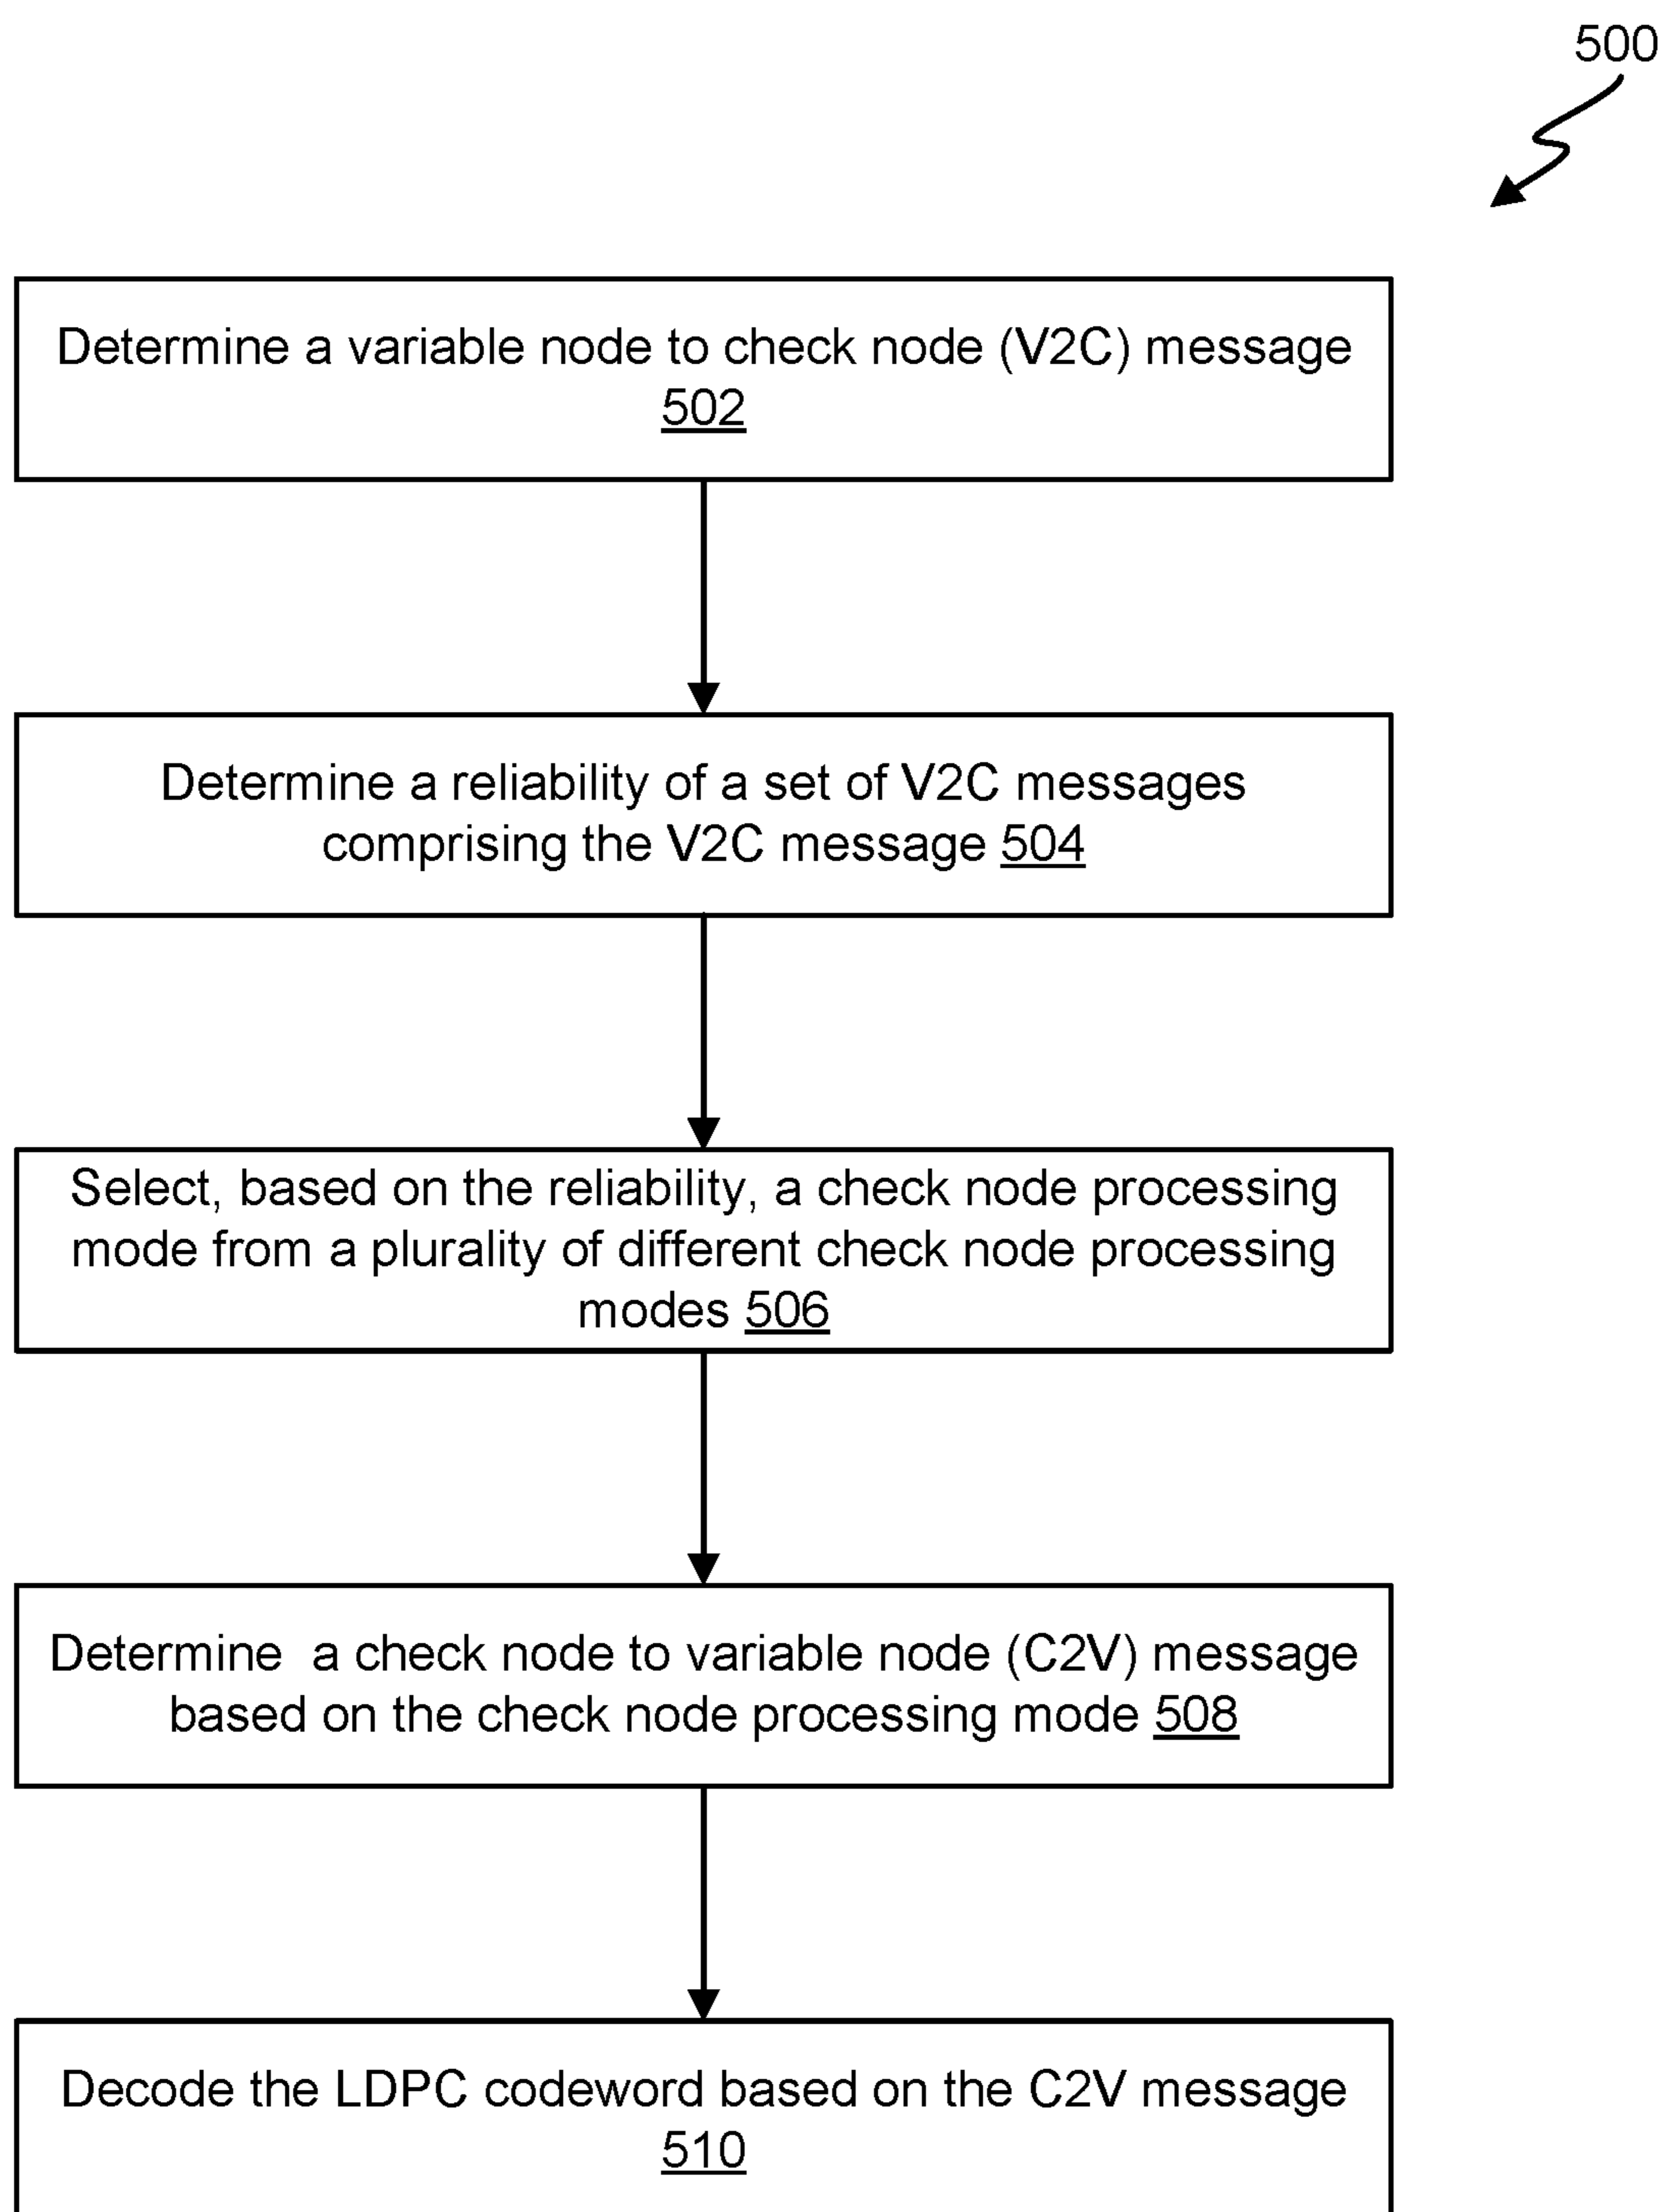 500
Determine a variable node to check node (V2C) message
502
Determine a reliability of a set of V2C messages
comprising the V2C message 504
Select, based on the reliability, a check node processing
mode from a plurality of different check node processing
modes 506
Determine  a check node to variable node (C2V) message
based on the check node processing mode 508
Decode the LDPC codeword based on the C2V message
510